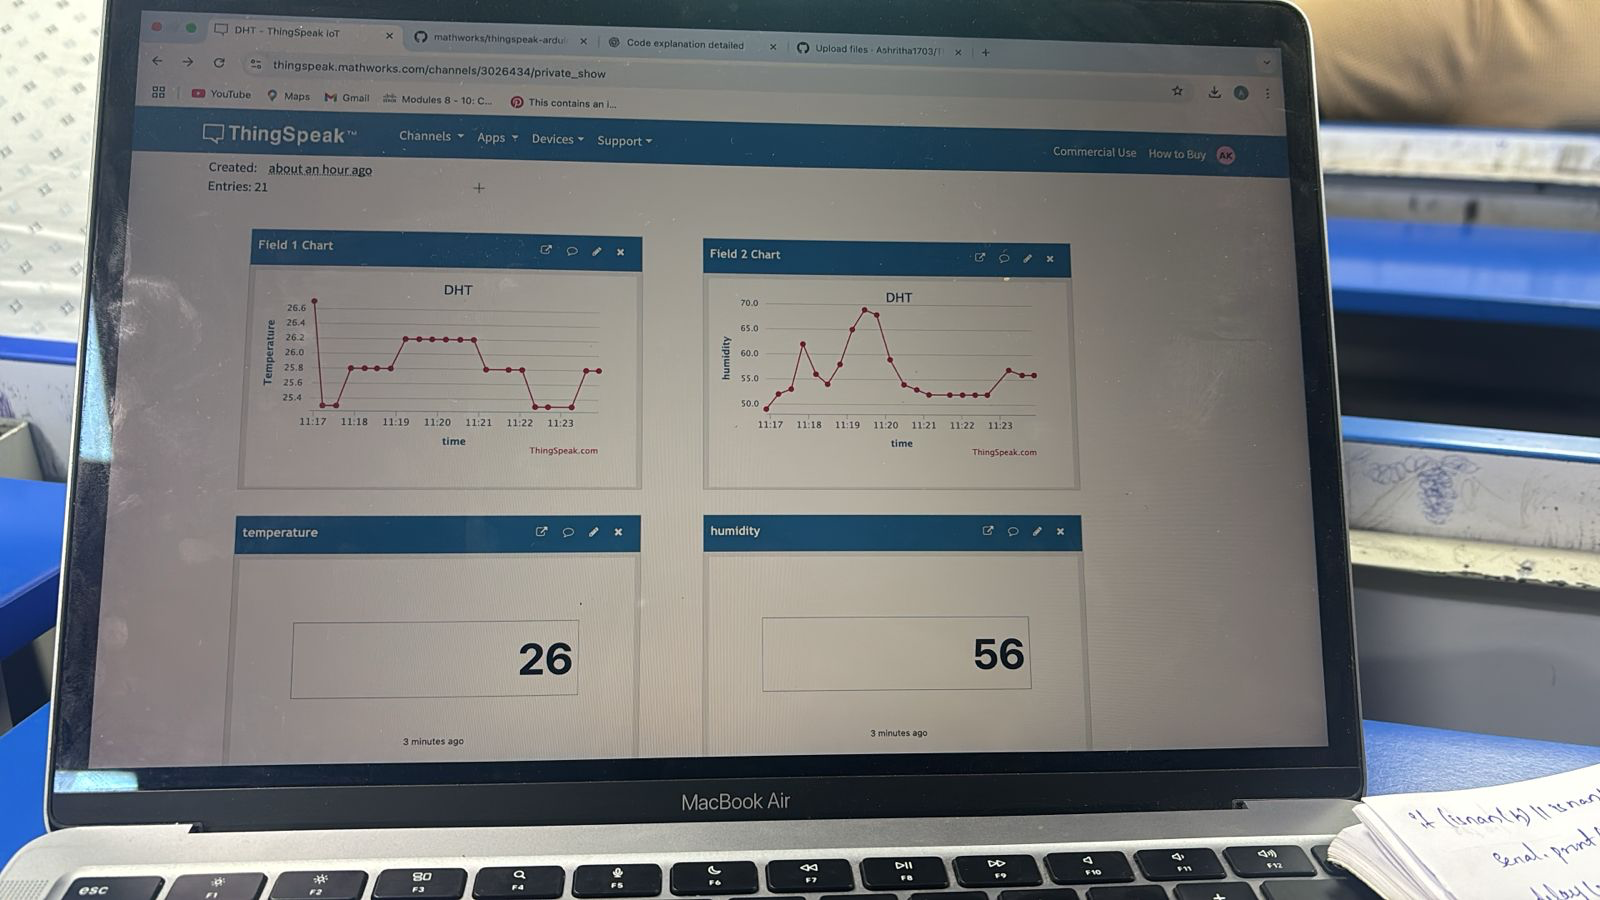 DHT - ThingSpeak IoT
mathworks/thingspeak-ardui
Code explanation detailed
Upload files · Ashritha1703/
thingspeak.mathworks.com/channels/3026434/private_show
YouTube
Maps
Gmail
Modules 8 - 10: C...
This contains an i...
ThingSpeak™
Channels
Apps
Devices
Support
Commercial Use
How to Buy
AK
Created: about an hour ago
Entries: 21
Field 1 Chart
DHT
Temperature
26.6
26.4
26.2
26.0
25.8
25.6
25.4
11:17 11:18 11:19 11:20 11:21 11:22 11:23
time
ThingSpeak.com
Field 2 Chart
DHT
humidity
70.0
65.0
60.0
55.0
50.0
11:17 11:18 11:19 11:20 11:21 11:22 11:23
time
ThingSpeak.com
temperature
26
3 minutes ago
humidity
56
3 minutes ago
MacBook Air
esc
F1
F2
F3
F4
F5
F6
F7
F8
F9
F10
F11
F12
if (isnan(h) || isnan
Serial.print
delay(